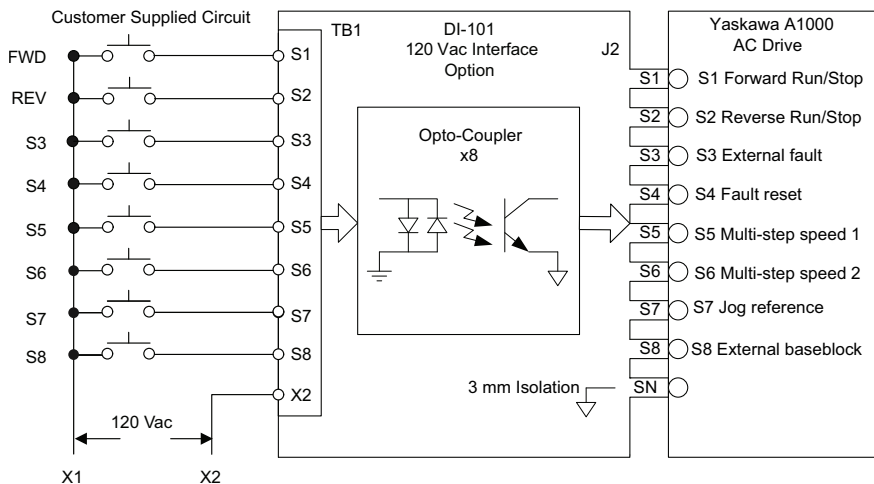 Customer Supplied Circuit
FWD
REV
S3
S4
S5
S6
S7
S8
120 Vac
X1
X2
TB1
S1
S2
S3
S4
S5
S6
S7
S8
X2
DI-101
120 Vac Interface
Option
J2
Opto-Coupler
x8
3 mm Isolation
Yaskawa A1000
AC Drive
S1 S1 Forward Run/Stop
S2 S2 Reverse Run/Stop
S3 S3 External fault
S4 S4 Fault reset
S5 S5 Multi-step speed 1
S6 S6 Multi-step speed 2
S7 S7 Jog reference
S8 S8 External baseblock
SN